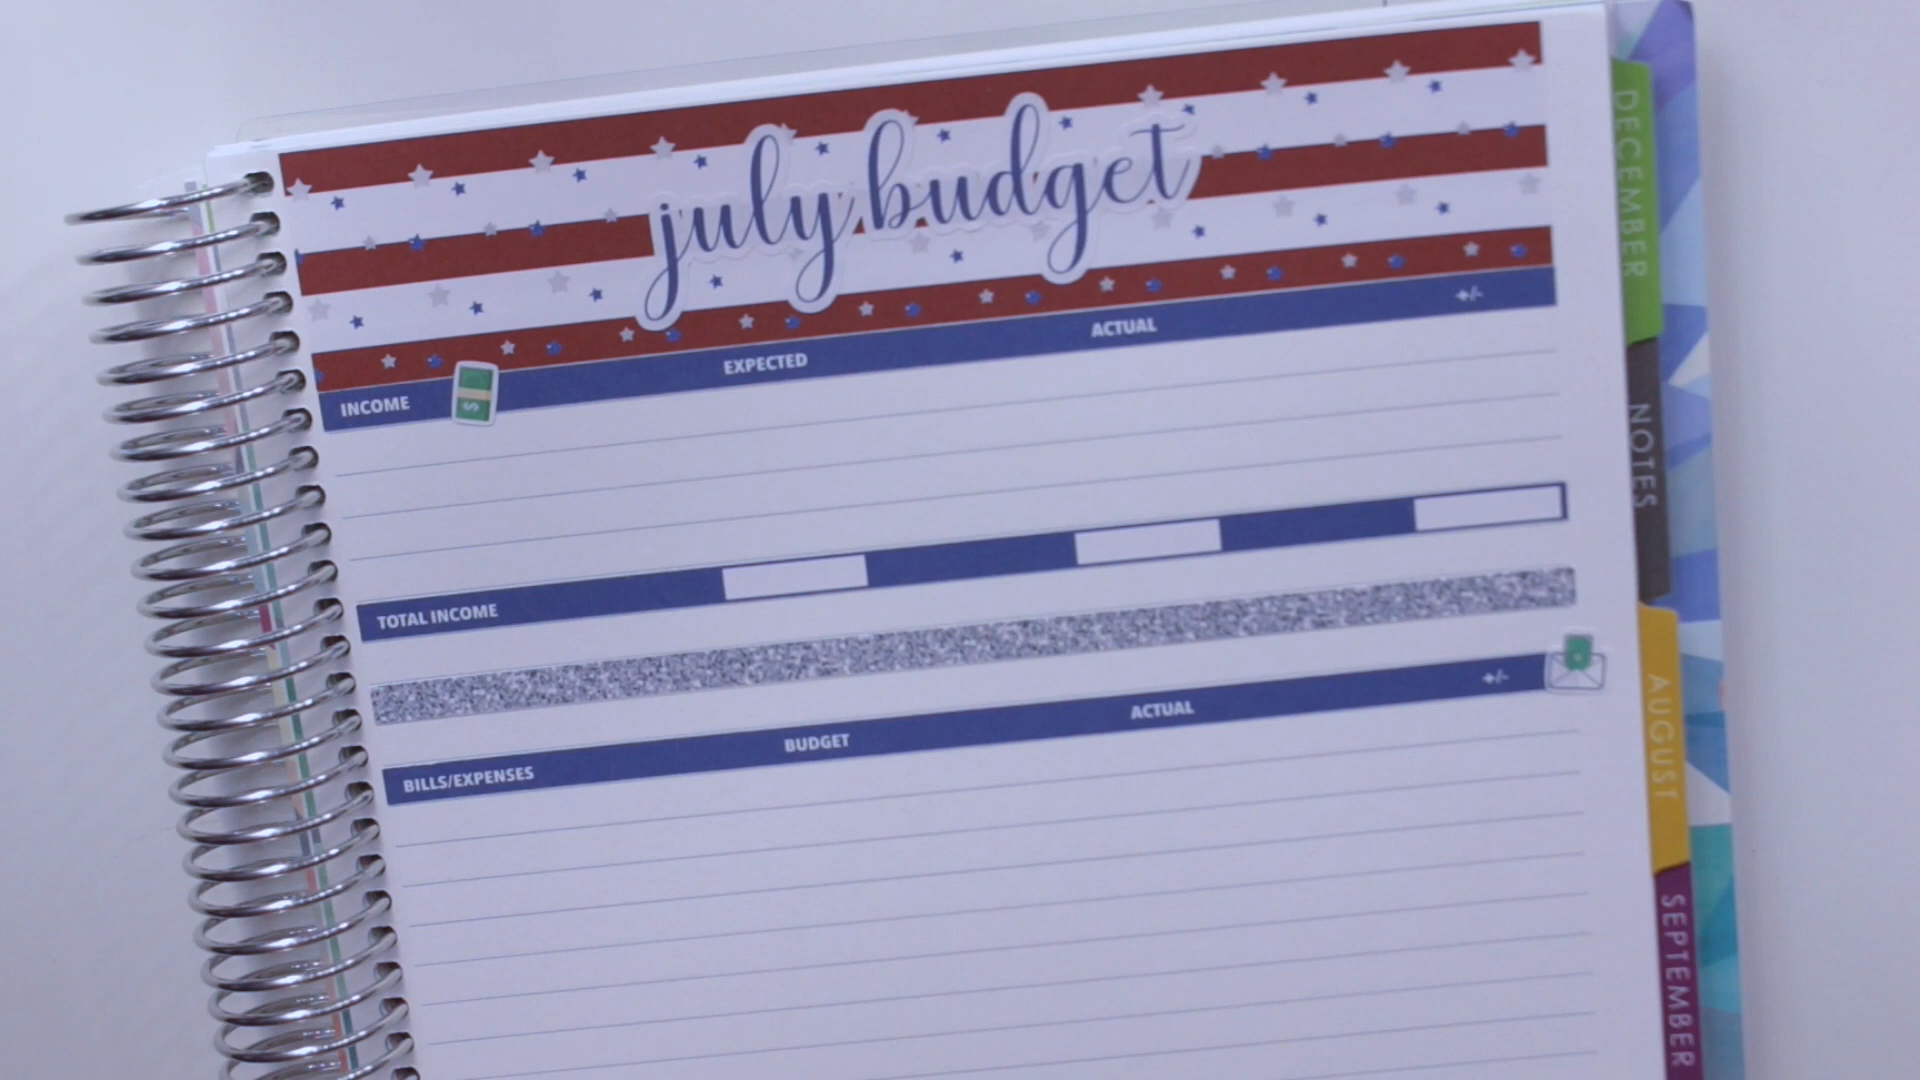 july budget
INCOME EXPECTED ACTUAL +/-
$
TOTAL INCOME
BILLS/EXPENSES BUDGET ACTUAL +/-
DECEMBER
NOTES
AUGUST
SEPTEMBER